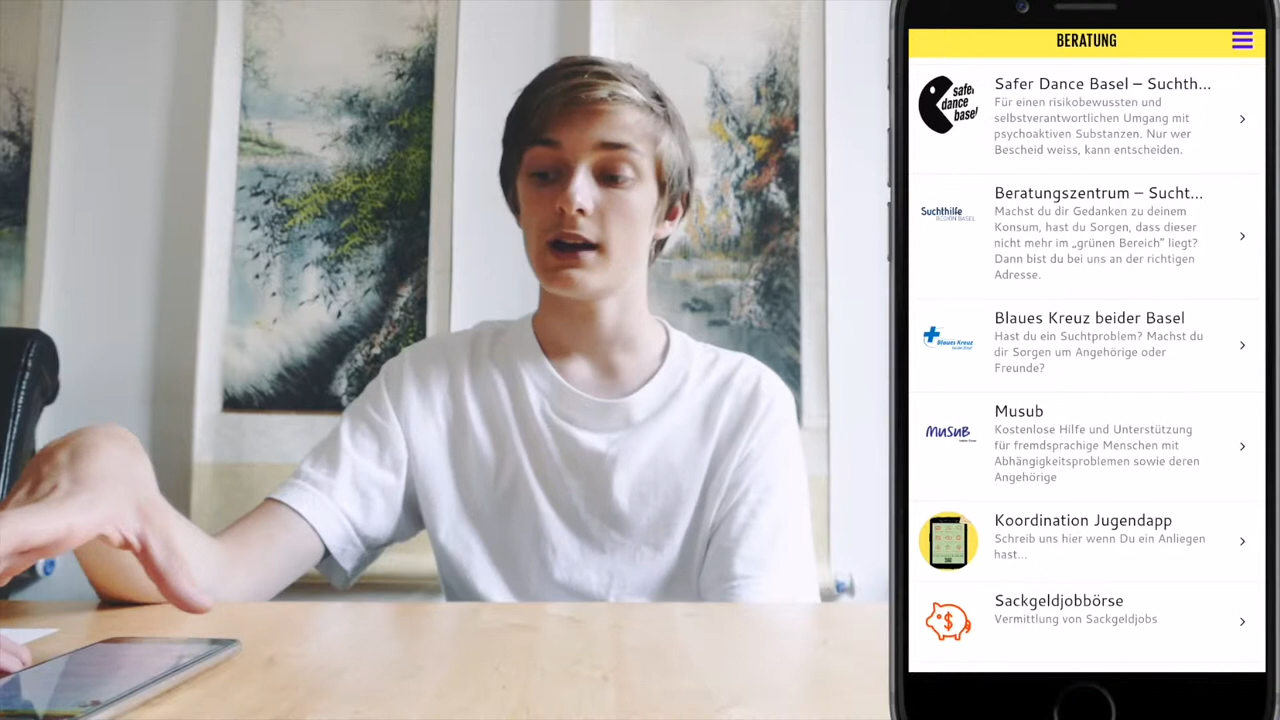 BERATUNG
safer
dance
basel
Safer Dance Basel – Suchth...
Für einen risikobewussten und
selbstverantwortlichen Umgang mit
psychoaktiven Substanzen. Nur wer
Bescheid weiss, kann entscheiden.
Suchthilfe
REGION BASEL
Beratungszentrum – Sucht...
Machst du dir Gedanken zu deinem
Konsum, hast du Sorgen, dass dieser
nicht mehr im „grünen Bereich” liegt?
Dann bist du bei uns an der richtigen
Adresse.
Blaues Kreuz
Blaues Kreuz beider Basel
Hast du ein Suchtproblem? Machst du
dir Sorgen um Angehörige oder
Freunde?
MUSUB
Musub
Kostenlose Hilfe und Unterstützung
für fremdsprachige Menschen mit
Abhängigkeitsproblemen sowie deren
Angehörige
Koordination Jugendapp
Schreib uns hier wenn Du ein Anliegen
hast...
$
Sackgeldjobbörse
Vermittlung von Sackgeldjobs